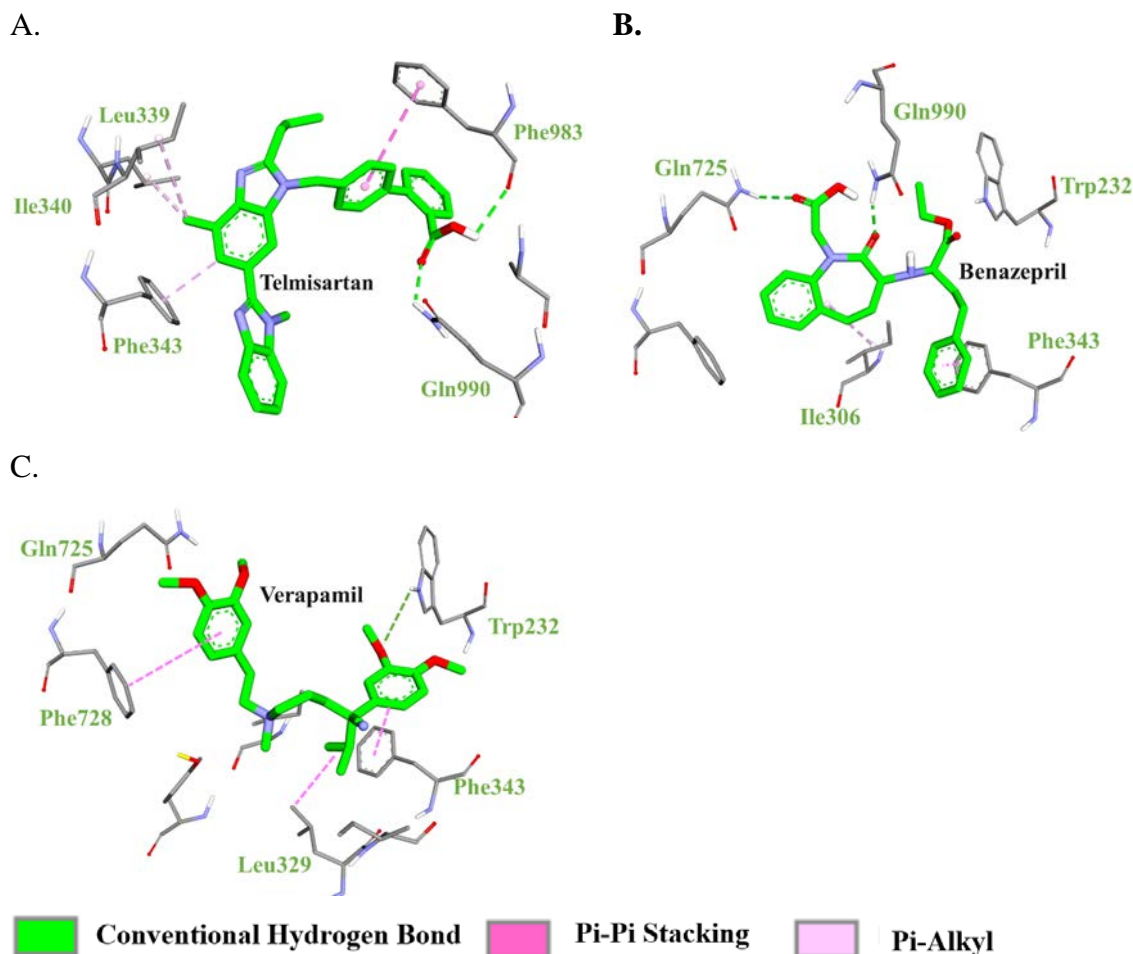 A.
B.
Leu339
Phe983
Ile340
Telmisartan
Phe343
Gln990
Gln990
Gln725
Trp232
Benazepril
Phe343
Ile306
C.
Gln725
Verapamil
Trp232
Phe728
Phe343
Leu329
Conventional Hydrogen Bond
Pi-Pi Stacking
Pi-Alkyl